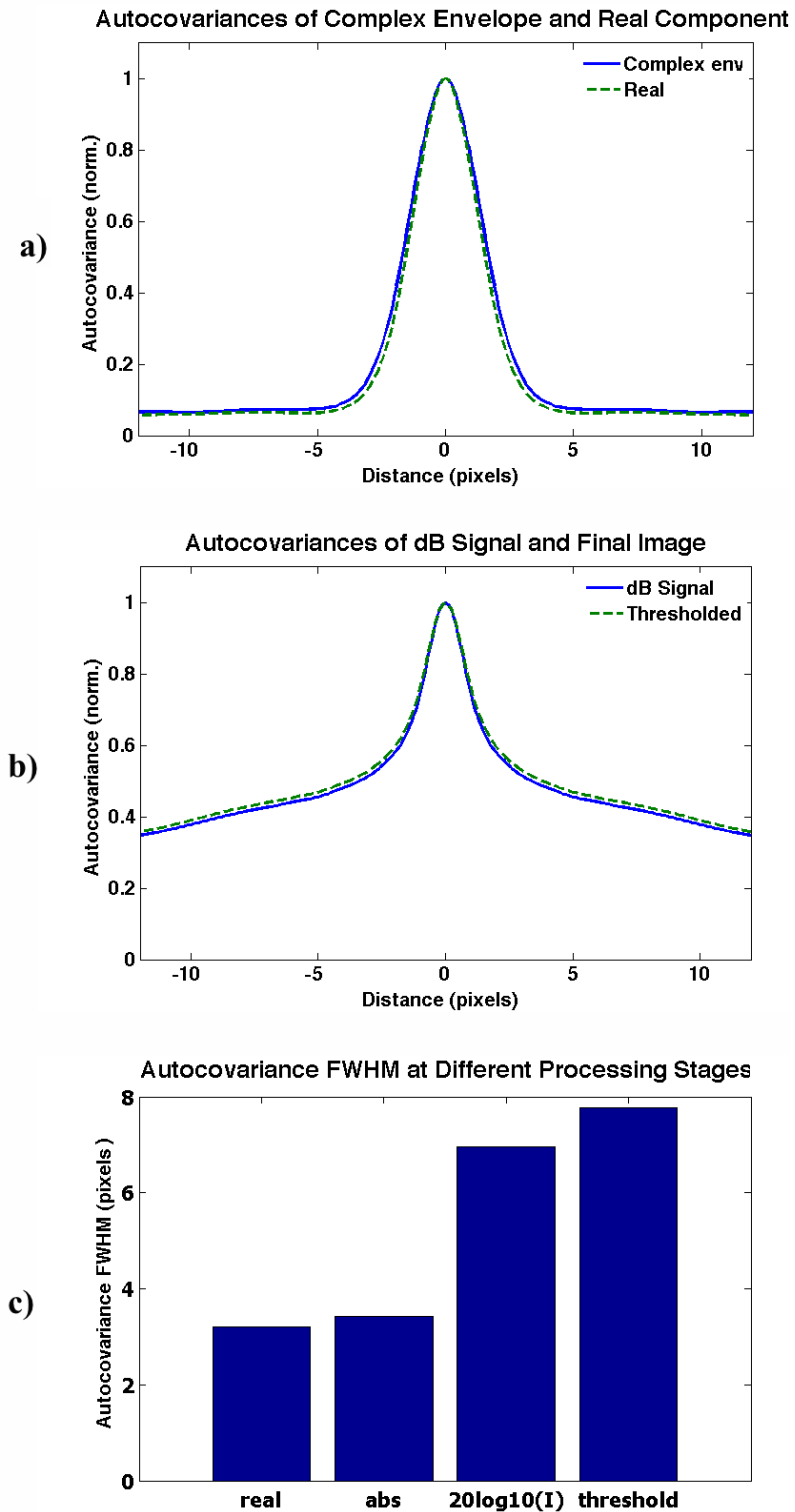 Autocovariances of Complex Envelope and Real Component
Complex env
Real
1
0.8
0.6
0.4
0.2
0
Autocovariance (norm.)
a)
-10 -5 0 5 10
Distance (pixels)
Autocovariances of dB Signal and Final Image
dB Signal
Thresholded
1
0.8
0.6
0.4
0.2
0
Autocovariance (norm.)
b)
-10 -5 0 5 10
Distance (pixels)
Autocovariance FWHM at Different Processing Stages
8
6
4
2
0
Autocovariance FWHM (pixels)
c)
real abs 20log10(I) threshold